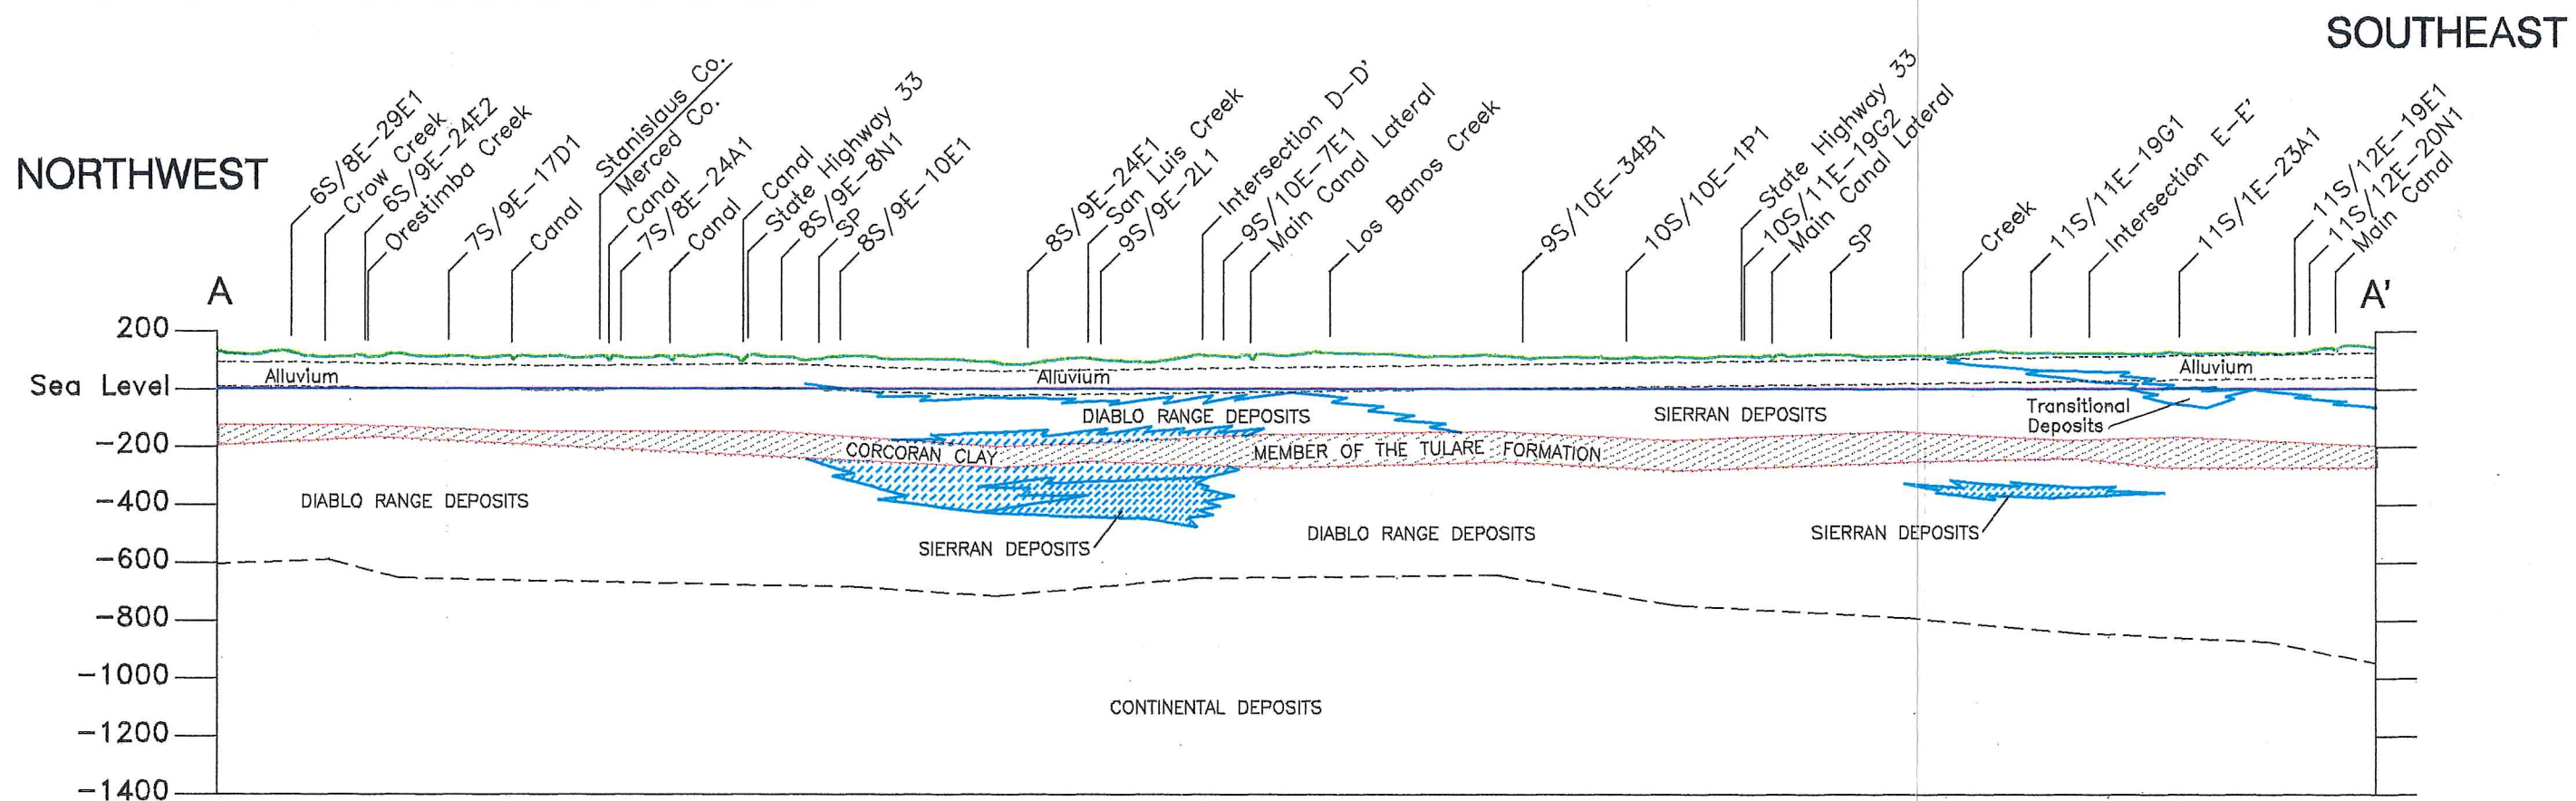 SOUTHEAST
NORTHWEST
6S/8E-29E1
Crow Creek
6S/9E-24E2
Orestimba Creek
7S/9E-17D1
Canal
Stanislaus Co.
Merced Co.
Canal
7S/8E-24A1
Canal
Canal
State Highway 33
8S/9E-8N1
SP
8S/9E-10E1
8S/9E-24E1
San Luis Creek
9S/9E-2L1
Intersection D-D'
9S/10E-7E1
Main Canal Lateral
Los Banos Creek
9S/10E-34B1
10S/10E-1P1
State Highway 33
10S/11E-19G2
Main Canal Lateral
SP
Creek
11S/11E-19G1
Intersection E-E'
11S/1E-23A1
11S/12E-19E1
11S/12E-20N1
Main Canal
A
A'
200
Sea Level
-200
-400
-600
-800
-1000
-1200
-1400
Alluvium
Alluvium
Alluvium
DIABLO RANGE DEPOSITS
SIERRAN DEPOSITS
Transitional
Deposits
CORCORAN CLAY
MEMBER OF THE TULARE FORMATION
DIABLO RANGE DEPOSITS
SIERRAN DEPOSITS
DIABLO RANGE DEPOSITS
SIERRAN DEPOSITS
CONTINENTAL DEPOSITS